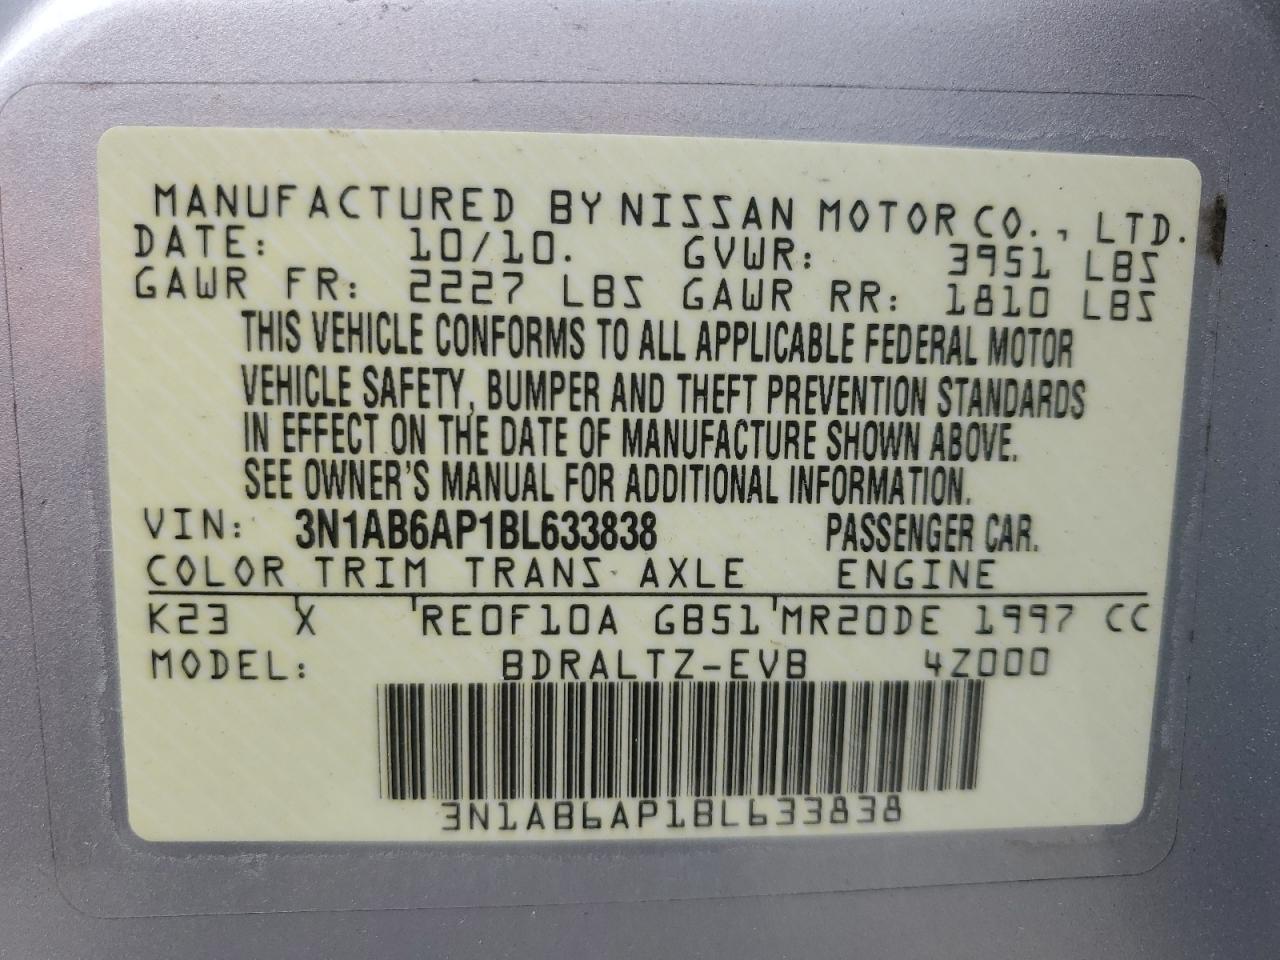 MANUFACTURED BY NISSAN MOTOR CO., LTD.
DATE: 10/10. GVWR: 3951 LBS
GAWR FR: 2227 LBS GAWR RR: 1810 LBS
THIS VEHICLE CONFORMS TO ALL APPLICABLE FEDERAL MOTOR
VEHICLE SAFETY, BUMPER AND THEFT PREVENTION STANDARDS
IN EFFECT ON THE DATE OF MANUFACTURE SHOWN ABOVE.
SEE OWNER'S MANUAL FOR ADDITIONAL INFORMATION.
VIN: 3N1AB6AP1BL633838 PASSENGER CAR.
COLOR TRIM TRANS AXLE ENGINE
K23 X RE0F10A GB51 MR20DE 1997 CC
MODEL: BDRALTZ-EVB 4Z000
3N1AB6AP1BL633838